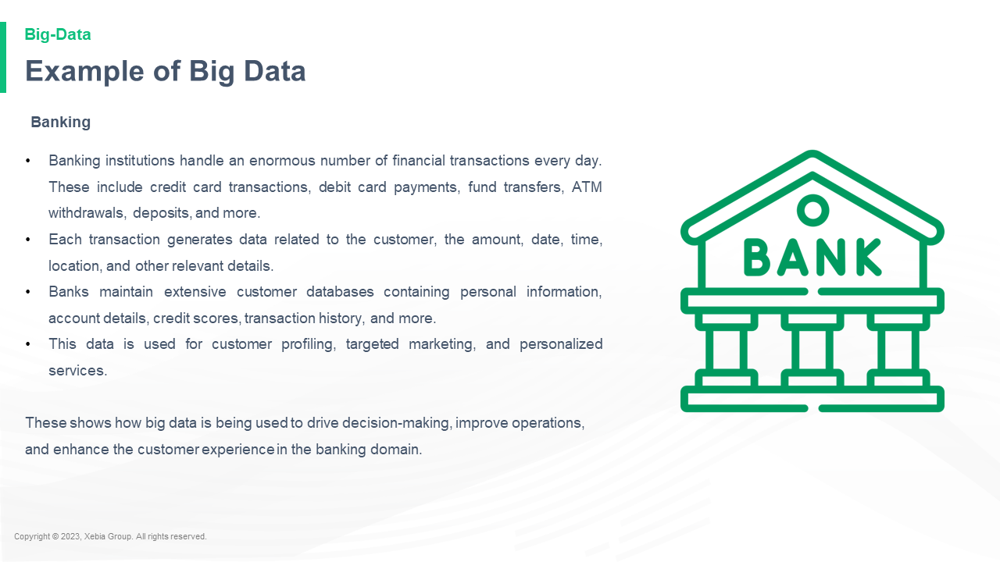 Big-Data
Example of Big Data
Banking
• Banking institutions handle an enormous number of financial transactions every day.
These include credit card transactions, debit card payments, fund transfers, ATM
withdrawals, deposits, and more.
• Each transaction generates data related to the customer, the amount, date, time,
location, and other relevant details.
• Banks maintain extensive customer databases containing personal information,
account details, credit scores, transaction history, and more.
• This data is used for customer profiling, targeted marketing, and personalized
services.
These shows how big data is being used to drive decision-making, improve operations,
and enhance the customer experience in the banking domain.
BANK
Copyright © 2023, Xebia Group. All rights reserved.